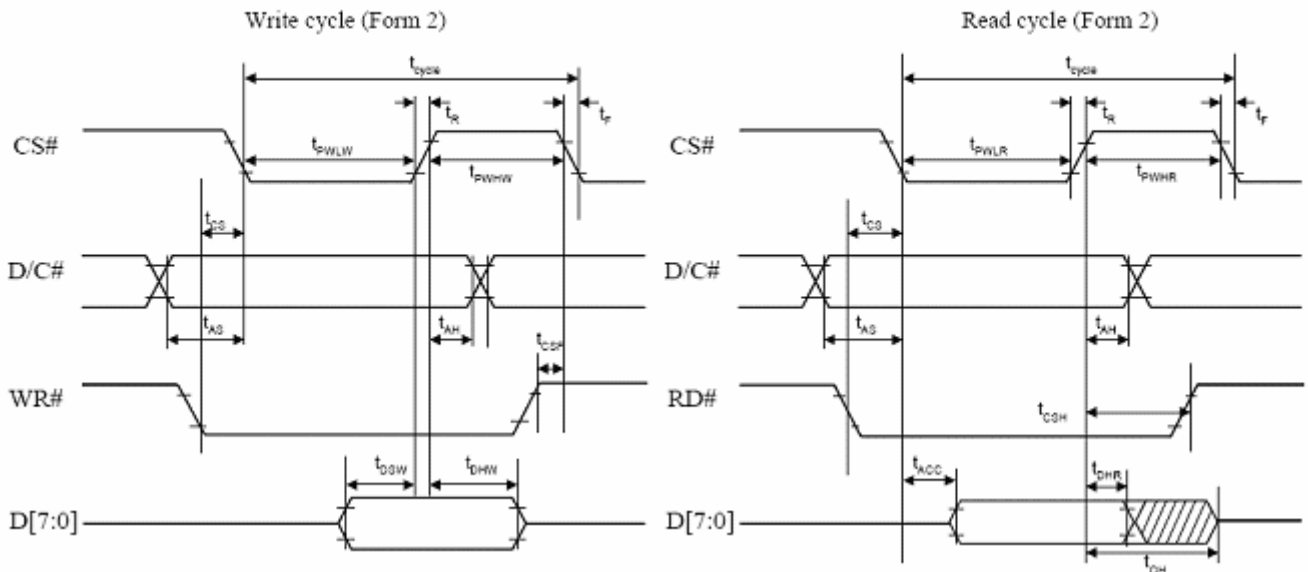 Write cycle (Form 2)
tcycle
tR
tF
CS#
tPWLW
tPWHW
tCS
D/C#
tAS
tAH
tCSF
WR#
tDSW
tDHW
D[7:0]
Read cycle (Form 2)
tcycle
tR
tF
CS#
tPWLR
tPWHR
tCS
D/C#
tAS
tAH
RD#
tCSH
tACC
tDHR
D[7:0]
tOH